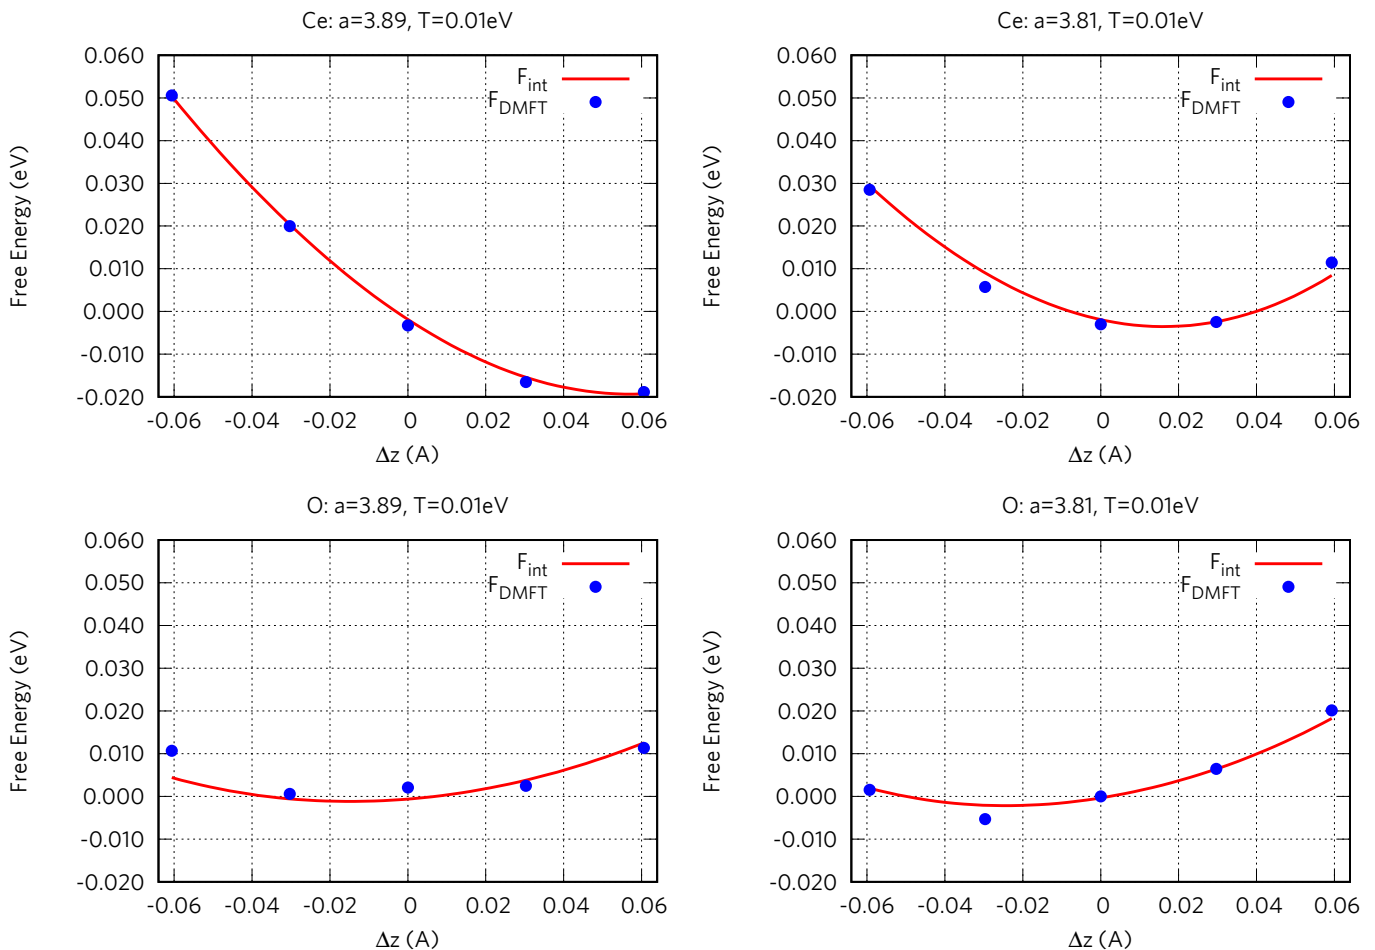 Ce: a=3.89, T=0.01eV
0.060
0.050
0.040
0.030
0.020
0.010
0.000
-0.010
-0.020
-0.06 -0.04 -0.02 0 0.02 0.04 0.06
Free Energy (eV)
Δz (A)
F_int
F_DMFT
Ce: a=3.81, T=0.01eV
0.060
0.050
0.040
0.030
0.020
0.010
0.000
-0.010
-0.020
-0.06 -0.04 -0.02 0 0.02 0.04 0.06
Free Energy (eV)
Δz (A)
F_int
F_DMFT
O: a=3.89, T=0.01eV
0.060
0.050
0.040
0.030
0.020
0.010
0.000
-0.010
-0.020
-0.06 -0.04 -0.02 0 0.02 0.04 0.06
Free Energy (eV)
Δz (A)
F_int
F_DMFT
O: a=3.81, T=0.01eV
0.060
0.050
0.040
0.030
0.020
0.010
0.000
-0.010
-0.020
-0.06 -0.04 -0.02 0 0.02 0.04 0.06
Free Energy (eV)
Δz (A)
F_int
F_DMFT